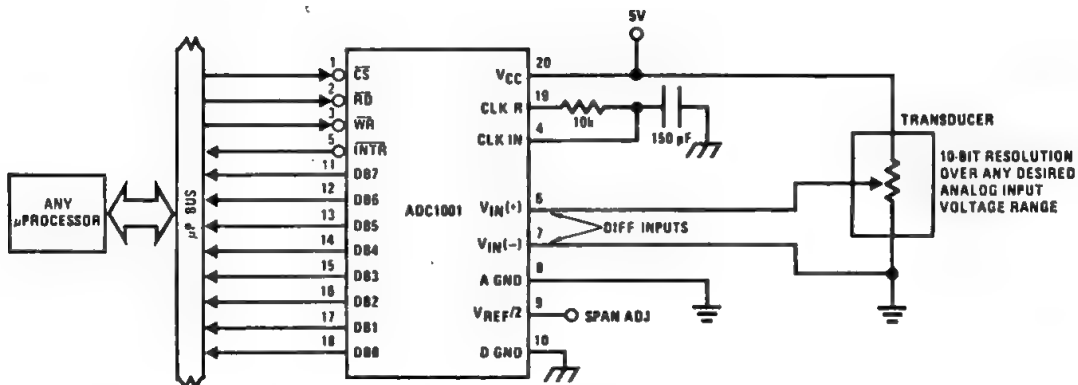 5V
1 CS
2 RD
3 WR
5 INTR
11 DB7
12 DB6
13 DB5
14 DB4
15 DB3
16 DB2
17 DB1
18 DB0
ANY
μPROCESSOR
μP BUS
ADC1001
VCC 20
CLK R 19
10k
150 pF
CLK IN 4
VIN(+) 6
DIFF INPUTS
VIN(−) 7
A GND 8
VREF/2 9
SPAN ADJ
D GND 10
TRANSDUCER
10-BIT RESOLUTION
OVER ANY DESIRED
ANALOG INPUT
VOLTAGE RANGE